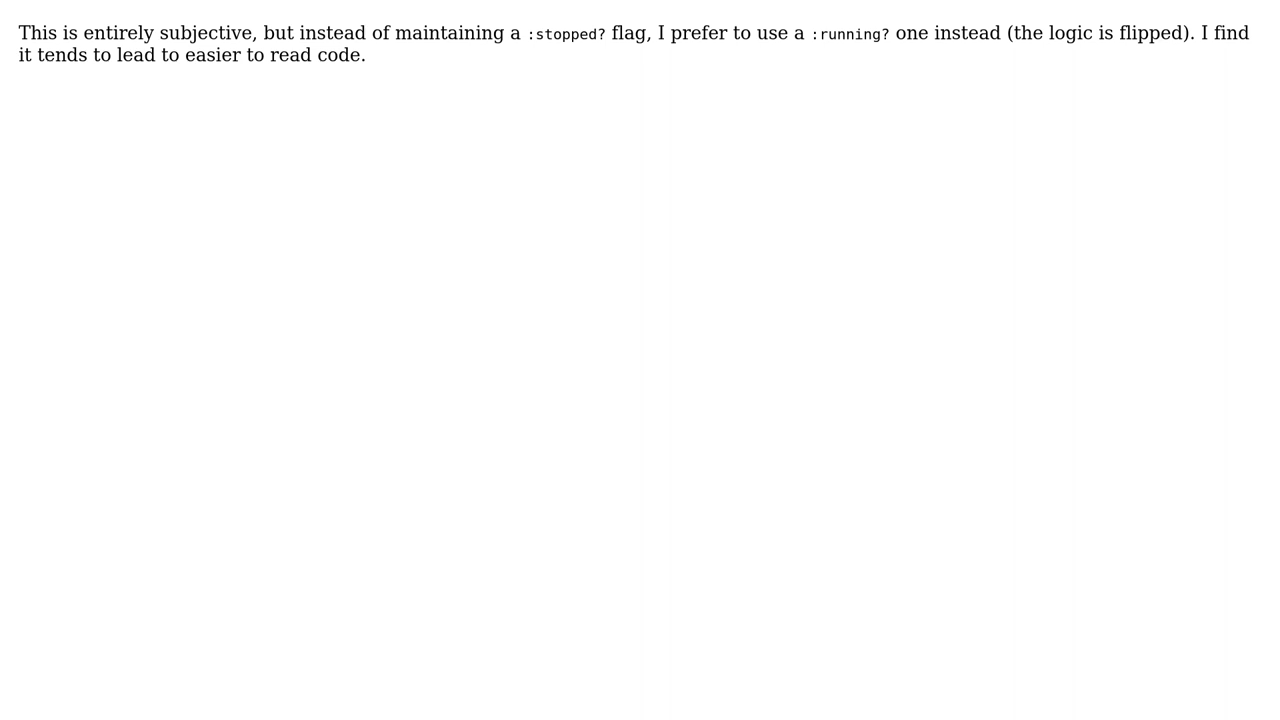 This is entirely subjective, but instead of maintaining a :stopped? flag, I prefer to use a :running? one instead (the logic is flipped). I find
it tends to lead to easier to read code.